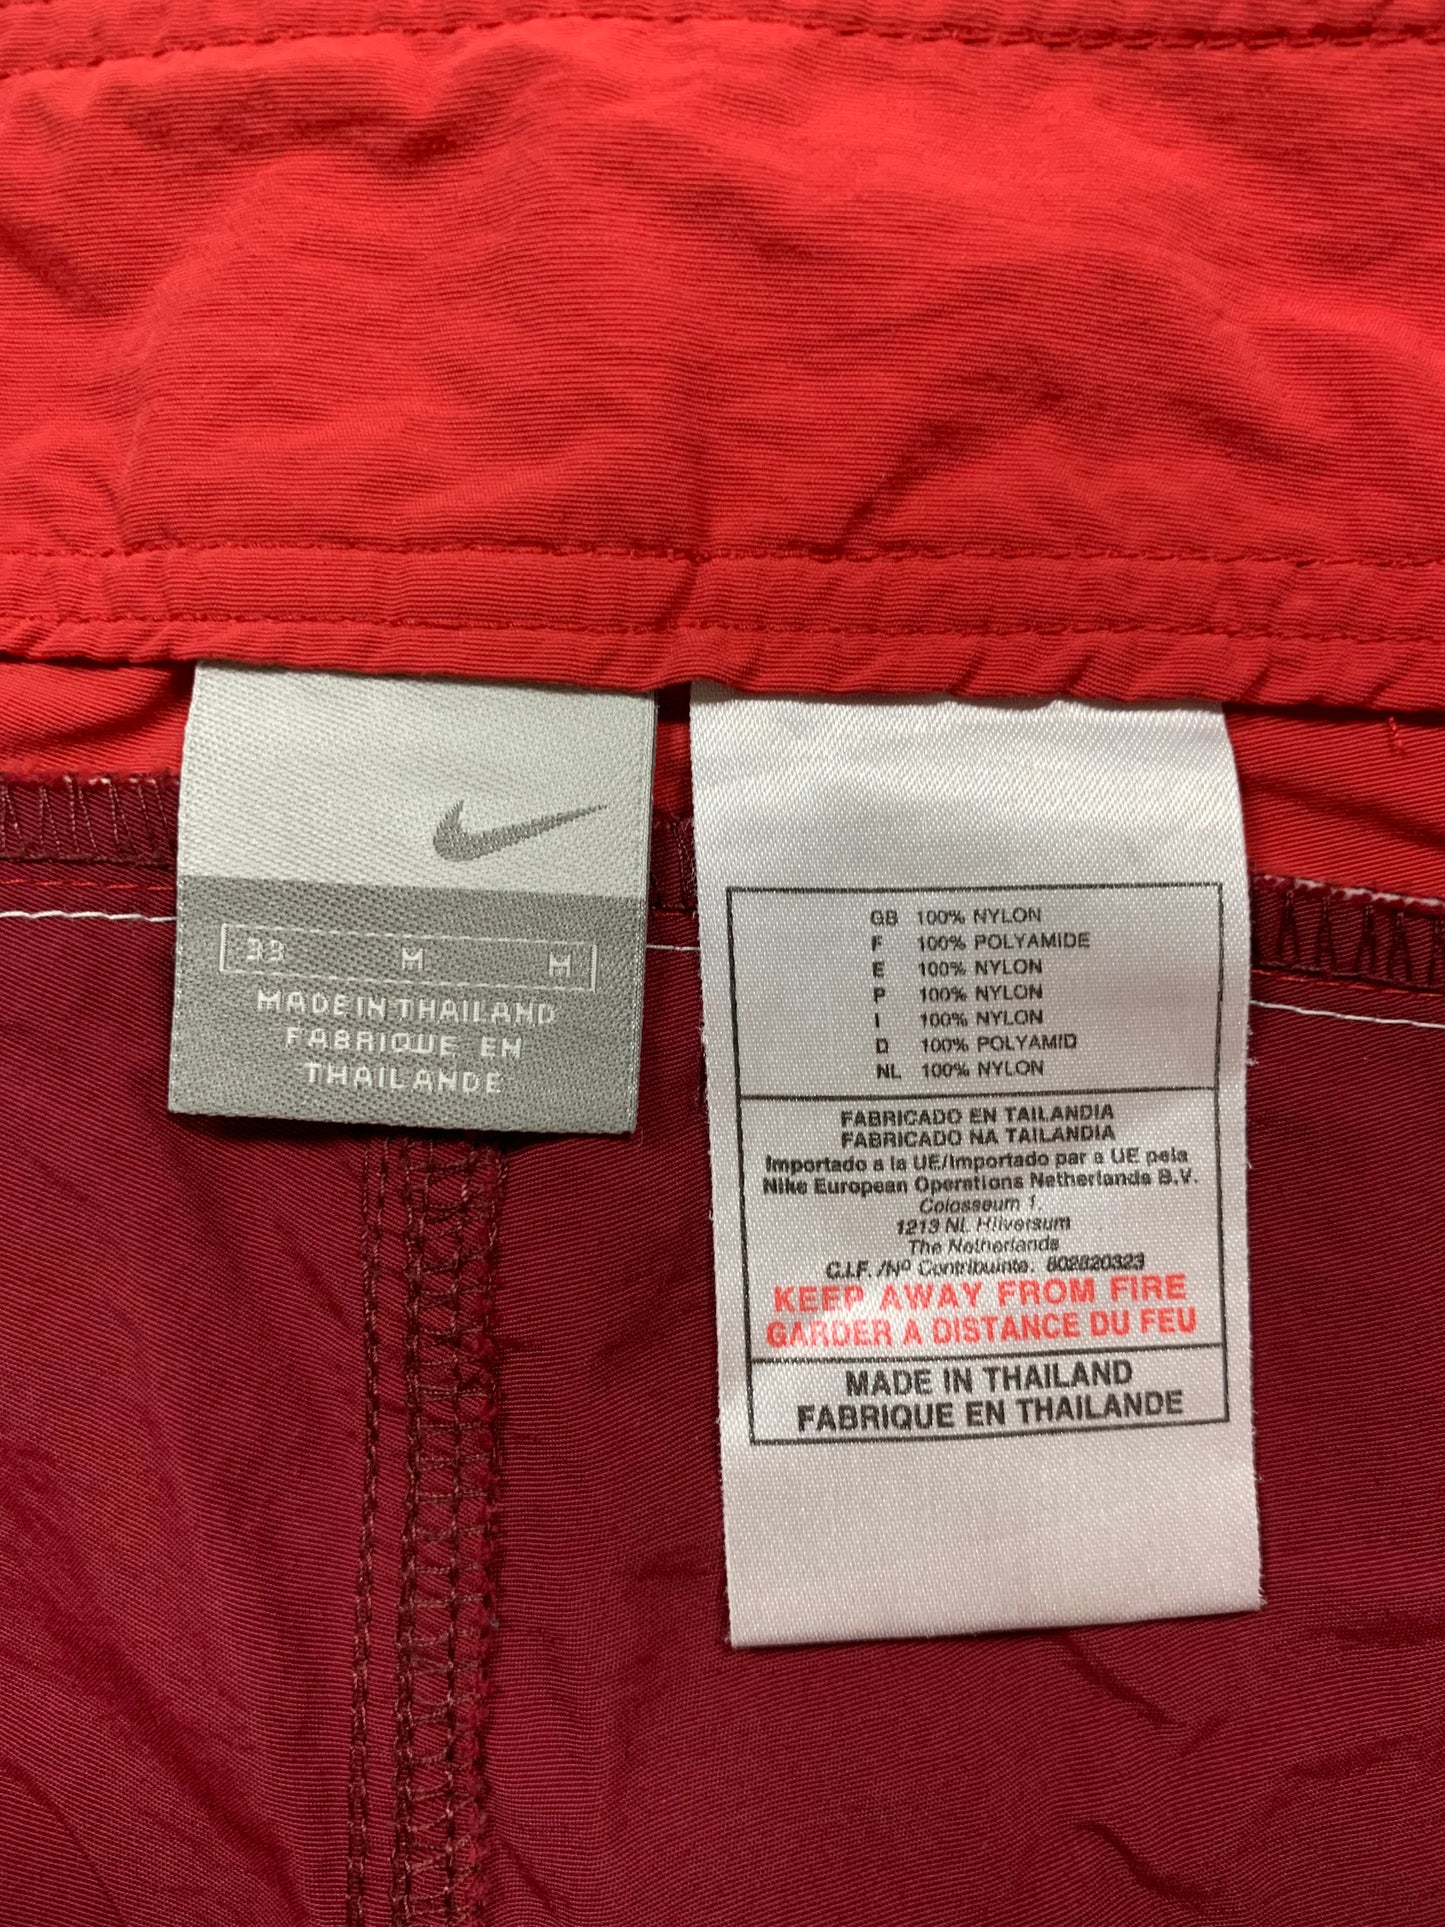 33 M M
MADE IN THAILAND
FABRIQUE EN
THAILANDE
GB 100% NYLON
F 100% POLYAMIDE
E 100% NYLON
P 100% NYLON
I 100% NYLON
D 100% POLYAMID
NL 100% NYLON
FABRICADO EN TAILANDIA
FABRICADO NA TAILANDIA
Importado a la UE/Importado par a UE pela
Nike European Operations Netherlands B.V.
Colosseum 1.
1213 NL Hilversum
The Netherlands
C.I.F. /Nº Contribuinte. 802820323
KEEP AWAY FROM FIRE
GARDER A DISTANCE DU FEU
MADE IN THAILAND
FABRIQUE EN THAILANDE